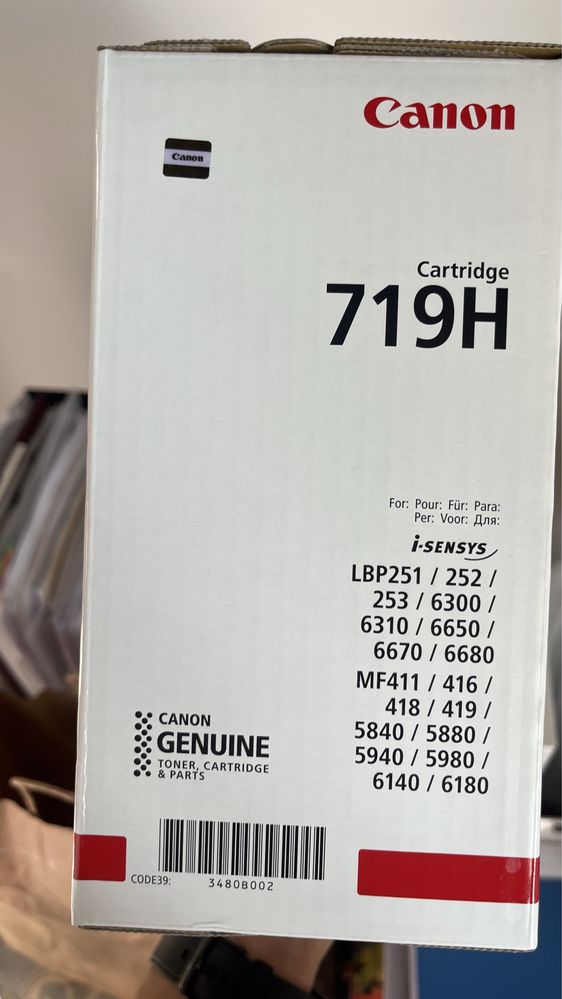 Canon
Canon
Cartridge
719H
For: Pour: Für: Para:
Per: Voor: Для:
i-SENSYS
LBP251 / 252 /
253 / 6300 /
6310 / 6650 /
6670 / 6680
MF411 / 416 /
418 / 419 /
5840 / 5880 /
5940 / 5980 /
6140 / 6180
CANON
GENUINE
TONER, CARTRIDGE
& PARTS
CODE39:
3480B002